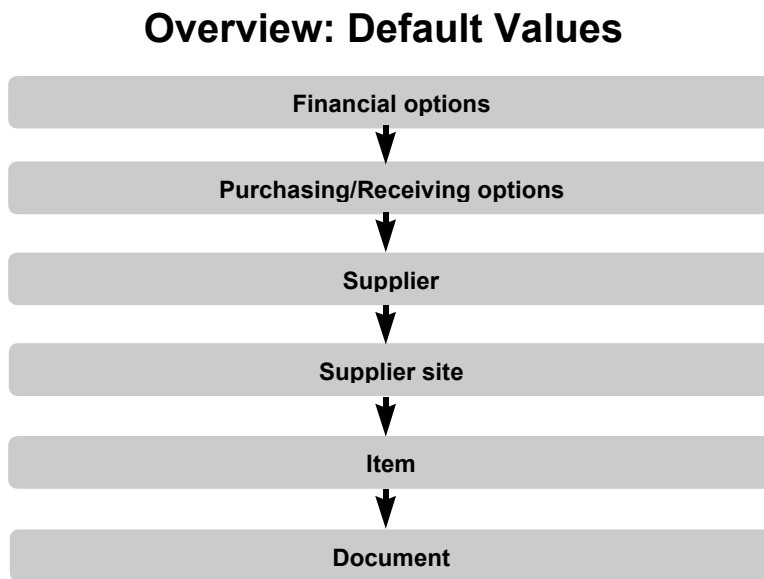 Overview: Default Values
Financial options
Purchasing/Receiving options
Supplier
Supplier site
Item
Document